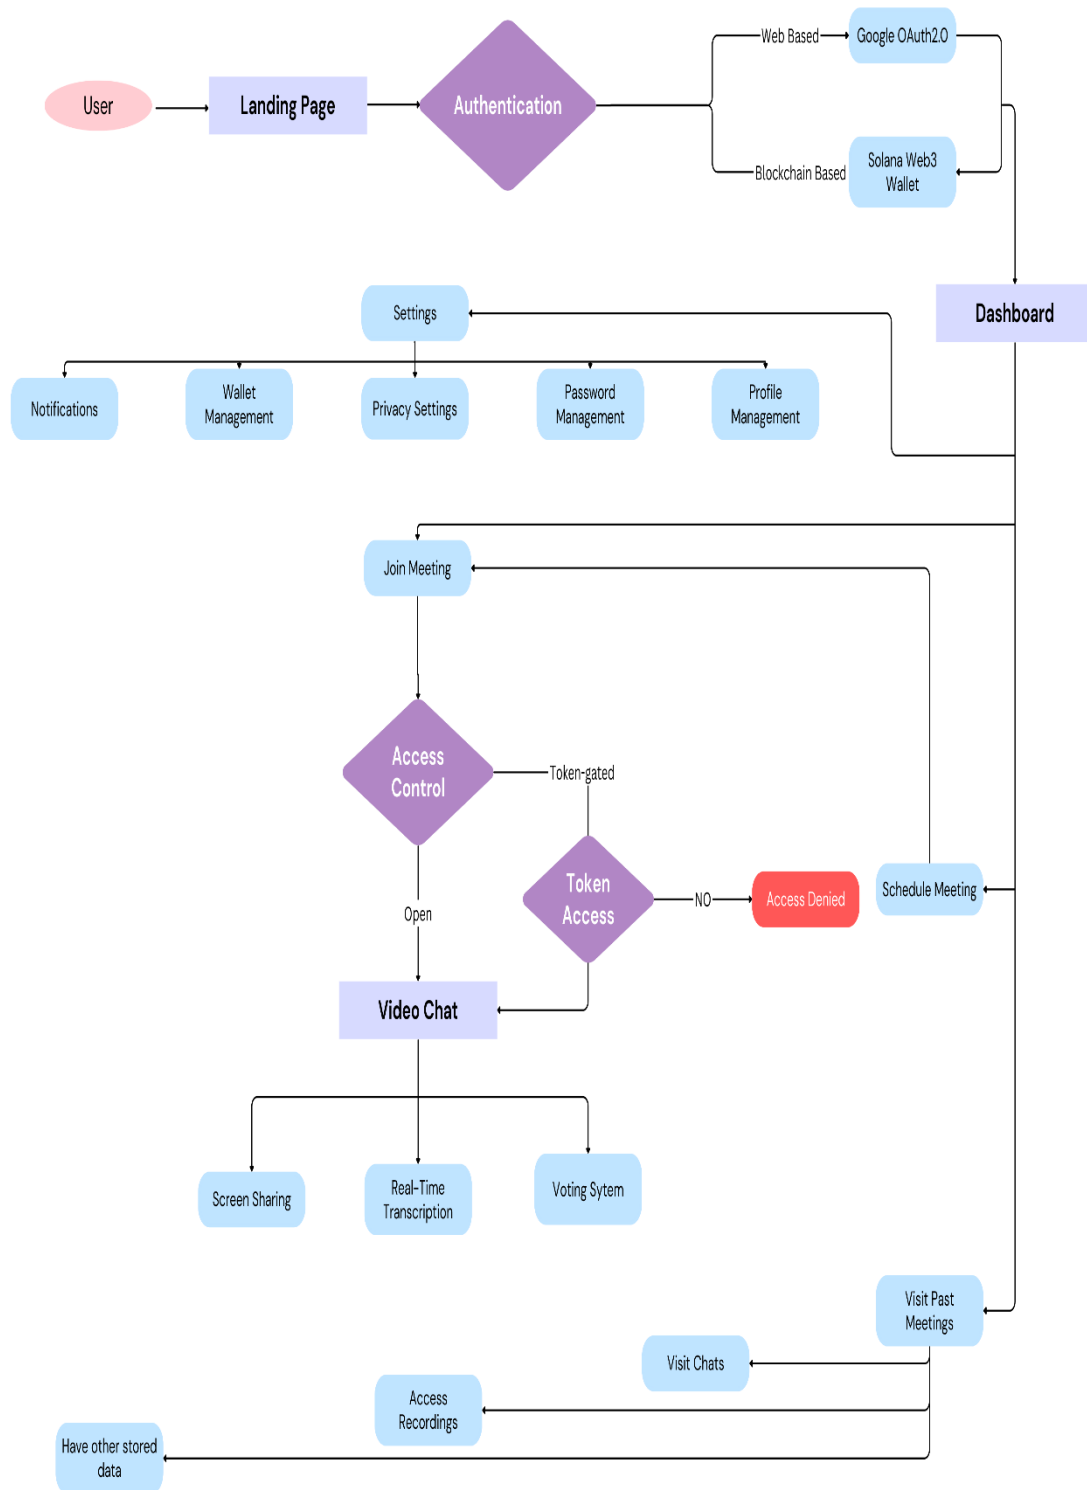 Web Based
Google OAuth2.0
User
Landing Page
Authentication
Blockchain Based
Solana Web3
Wallet
Dashboard
Settings
Notifications
Wallet
Management
Privacy Settings
Password
Management
Profile
Management
Join Meeting
Access
Control
Token-gated
Token
Access
NO
Access Denied
Schedule Meeting
Open
Video Chat
Screen Sharing
Real-Time
Transcription
Voting Sytem
Visit Past
Meetings
Visit Chats
Access
Recordings
Have other stored
data